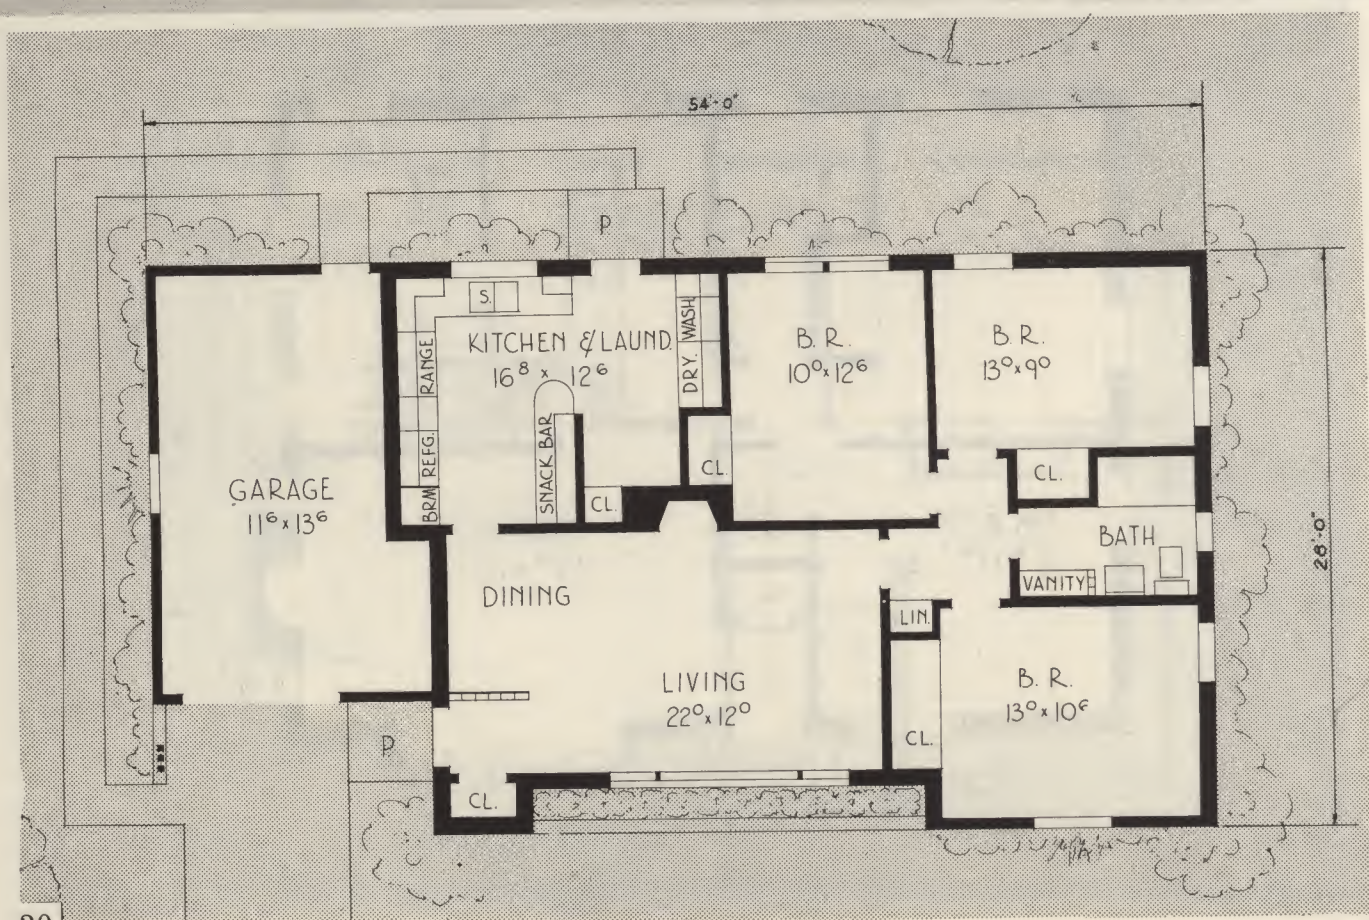 54'-0"
P
S.
KITCHEN & LAUND.
16⁸ x 12⁶
RANGE
REFG.
BRM
SNACK BAR
WASH
DRY.
CL.
CL.
B. R.
10⁰ x 12⁶
B. R.
13⁰ x 9⁰
CL.
GARAGE
11⁶ x 13⁶
BATH
VANITY
28'-0"
DINING
LIN.
LIVING
22⁰ x 12⁰
B. R.
13⁰ x 10⁶
CL.
P
CL.